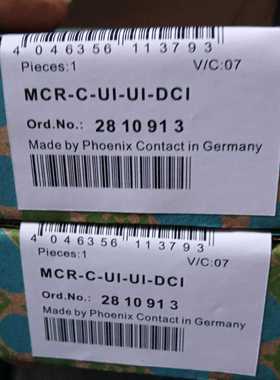 4 046356 113793
Pieces:1 V/C:07
MCR-C-UI-UI-DCI
Ord.No.: 28 10 91 3
Made by Phoenix Contact in Germany
4 046356 113793
Pieces:1 V/C:07
MCR-C-UI-UI-DCI
Ord.No.: 28 10 91 3
Made by Phoenix Contact in Germany